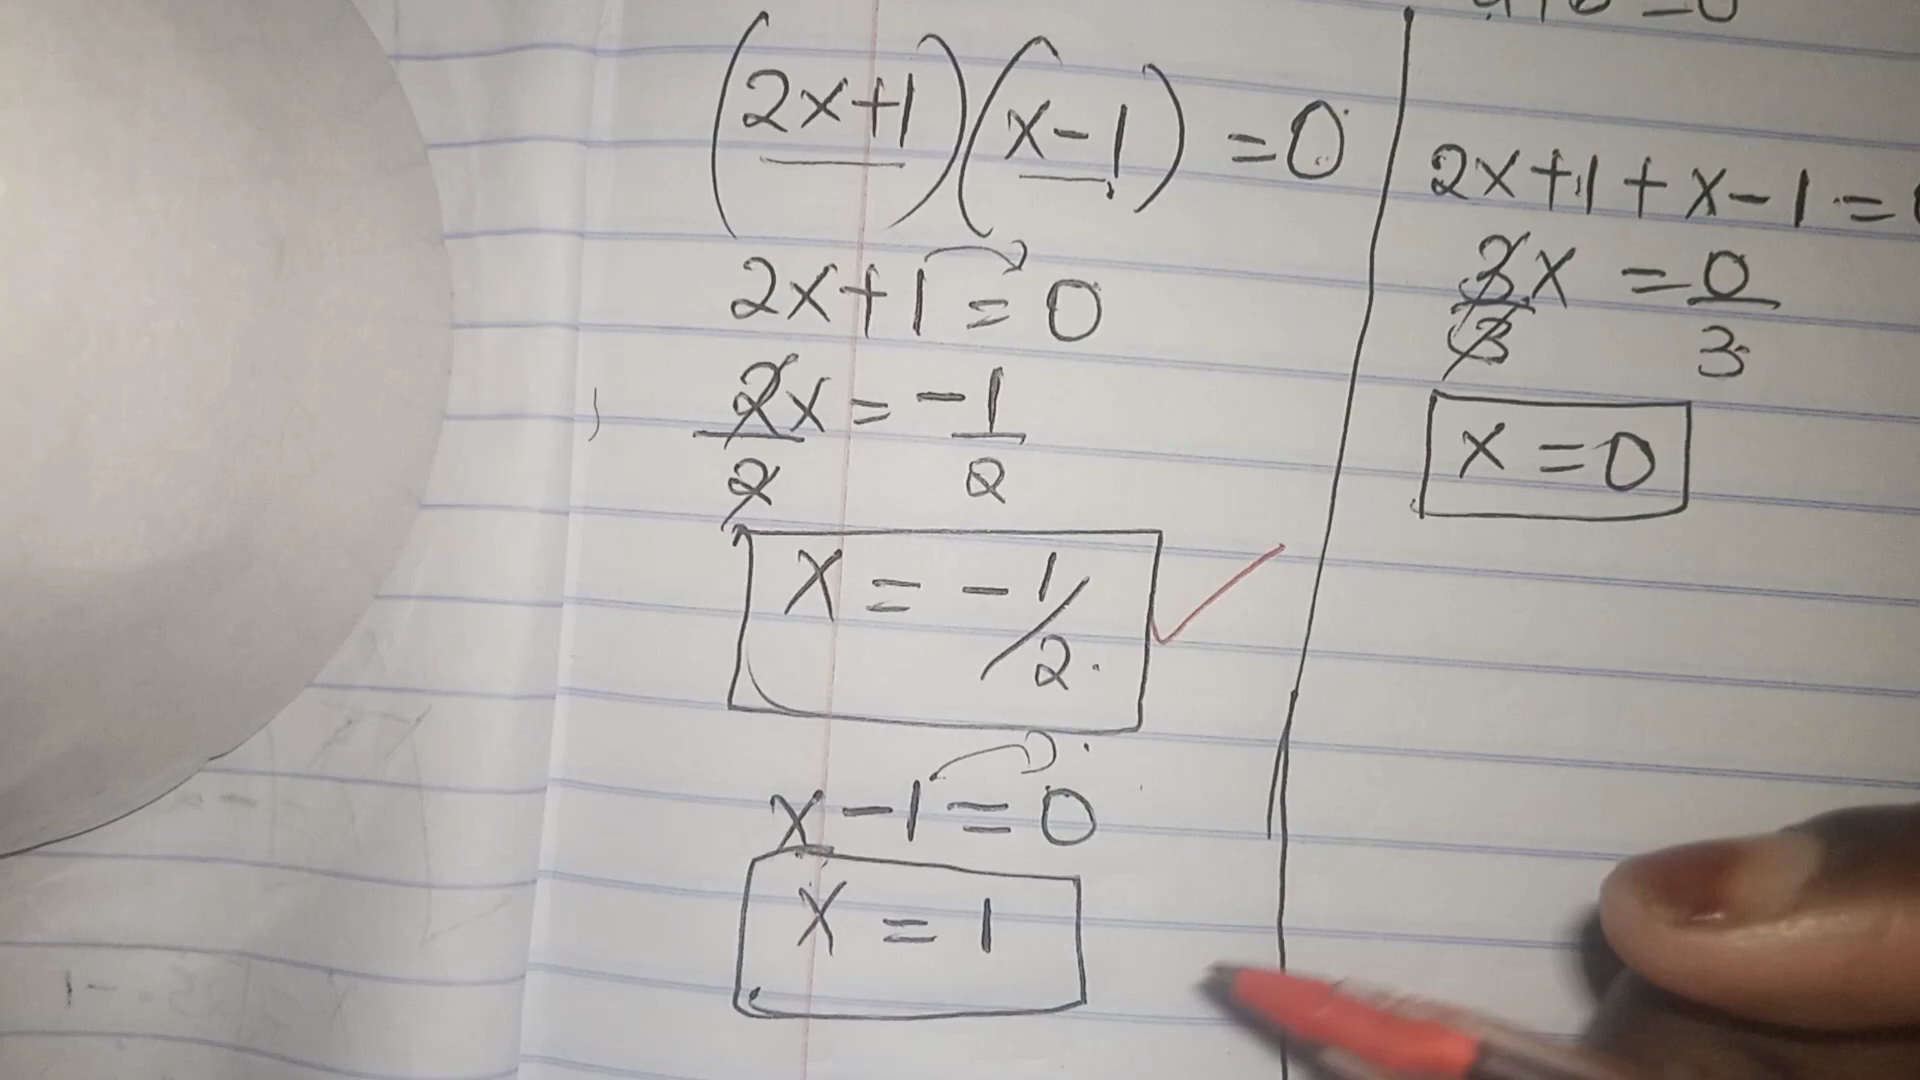 (2x+1)(x-1) = 0
2x+1 = 0
2x = -1
2 2
x = -1/2.
x-1 = 0
x = 1
2x+1+x-1=
3x = 0
3 3
x = 0